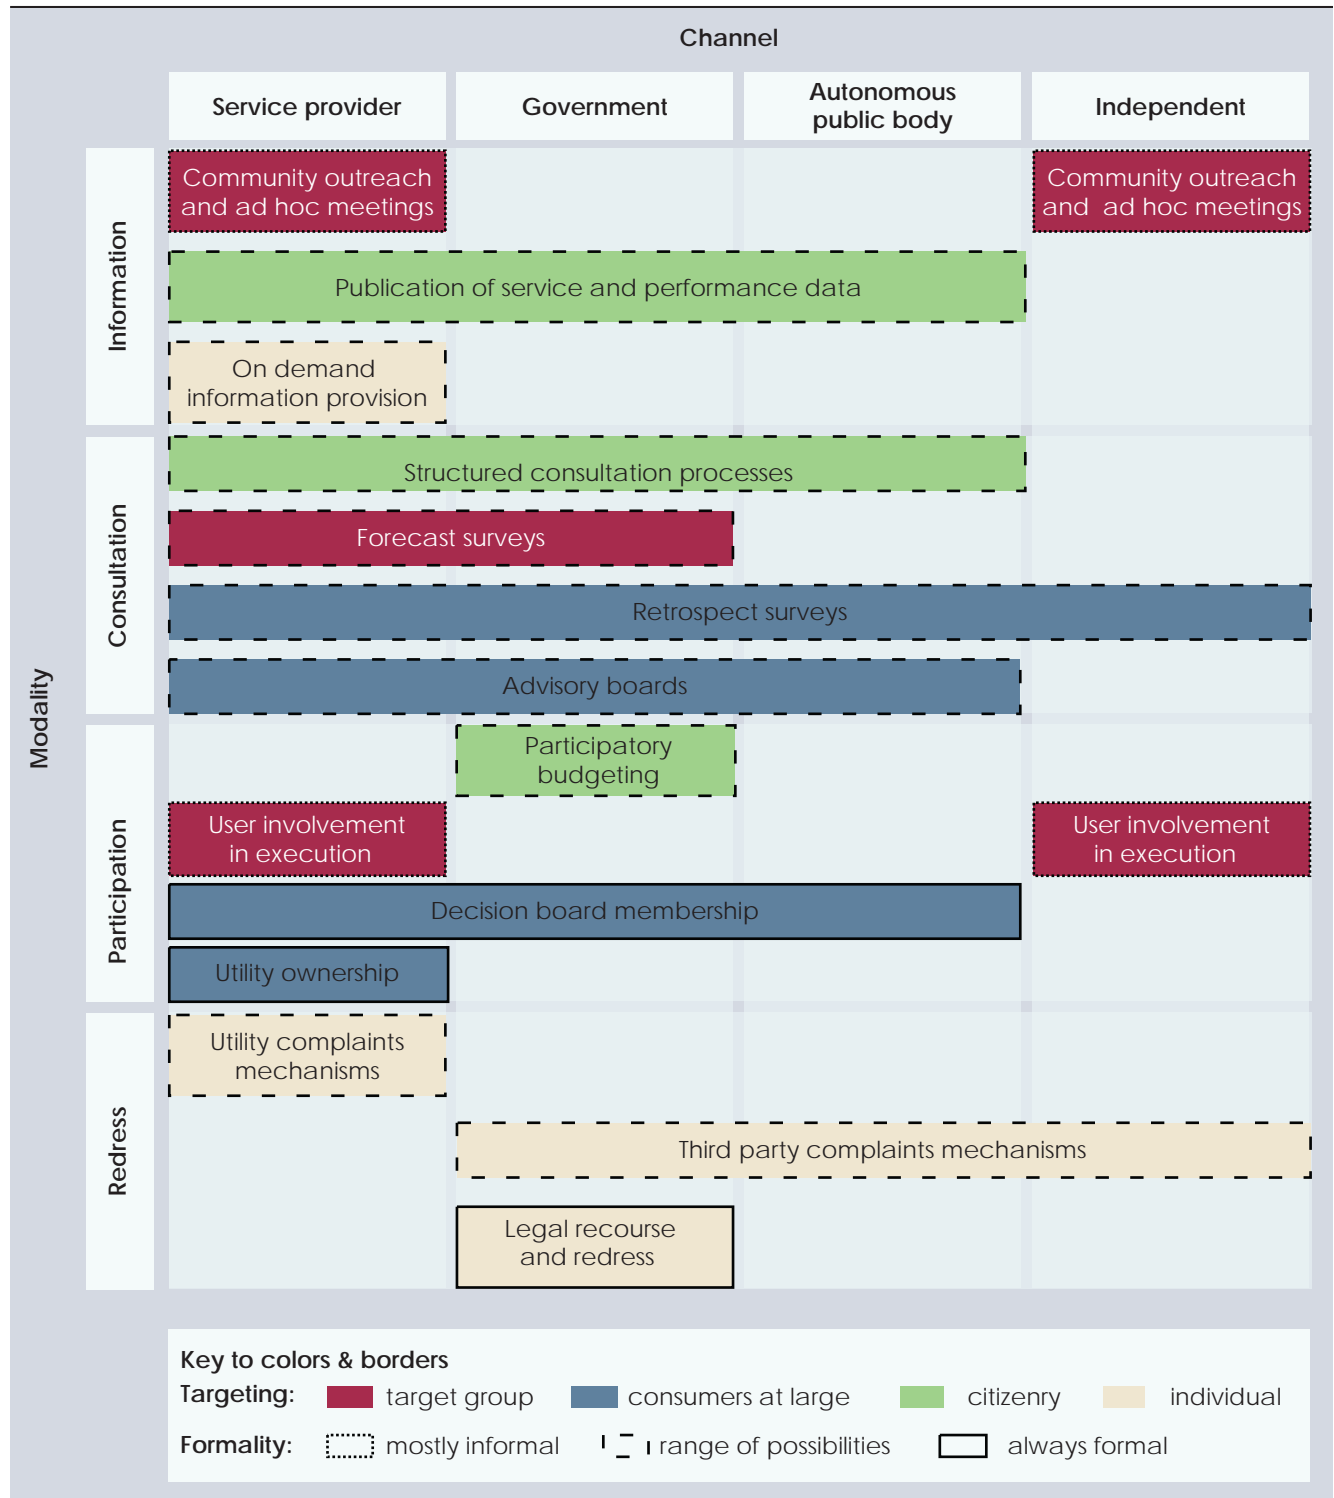 Channel
Service provider
Government
Autonomous
public body
Independent
Modality
Information
Community outreach
and ad hoc meetings
Community outreach
and ad hoc meetings
Publication of service and performance data
On demand
information provision
Consultation
Structured consultation processes
Forecast surveys
Retrospect surveys
Advisory boards
Participation
Participatory
budgeting
User involvement
in execution
User involvement
in execution
Decision board membership
Utility ownership
Redress
Utility complaints
mechanisms
Third party complaints mechanisms
Legal recourse
and redress
Key to colors & borders
Targeting: target group consumers at large citizenry individual
Formality: mostly informal range of possibilities always formal